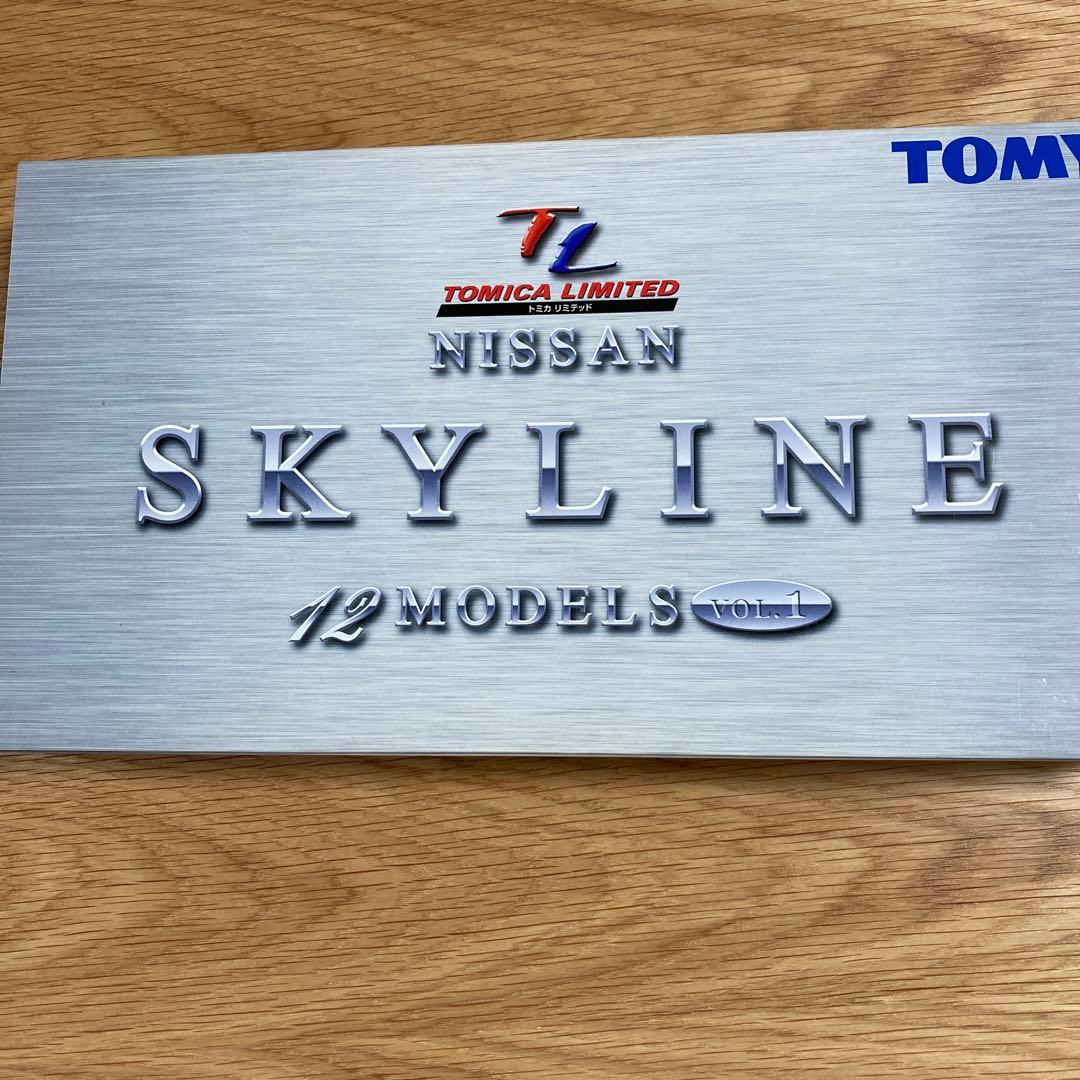 TOMY
TL
TOMICA LIMITED
トミカ リミテッド
NISSAN
SKYLINE
12 MODELS VOL.1